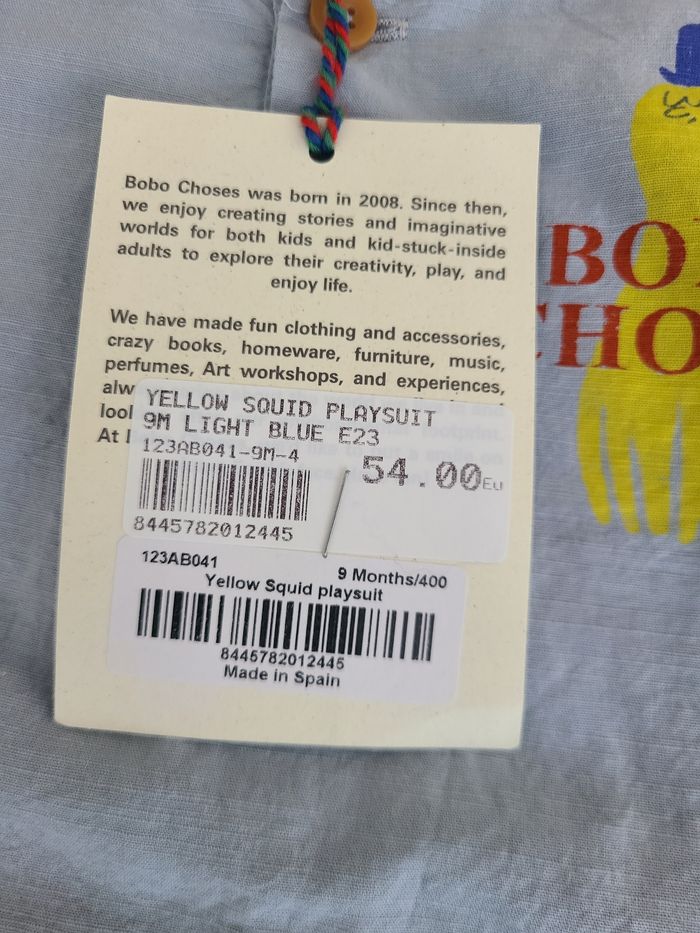 Bobo Choses was born in 2008. Since then,
we enjoy creating stories and imaginative
worlds for both kids and kid-stuck-inside
adults to explore their creativity, play, and
enjoy life.
We have made fun clothing and accessories,
crazy books, homeware, furniture, music,
perfumes, Art workshops, and experiences,
YELLOW SQUID PLAYSUIT
9M LIGHT BLUE E23
123AB041-9M-4
54.00Eu
8445782012445
123AB041
9 Months/400
Yellow Squid playsuit
8445782012445
Made in Spain
BO
CHO